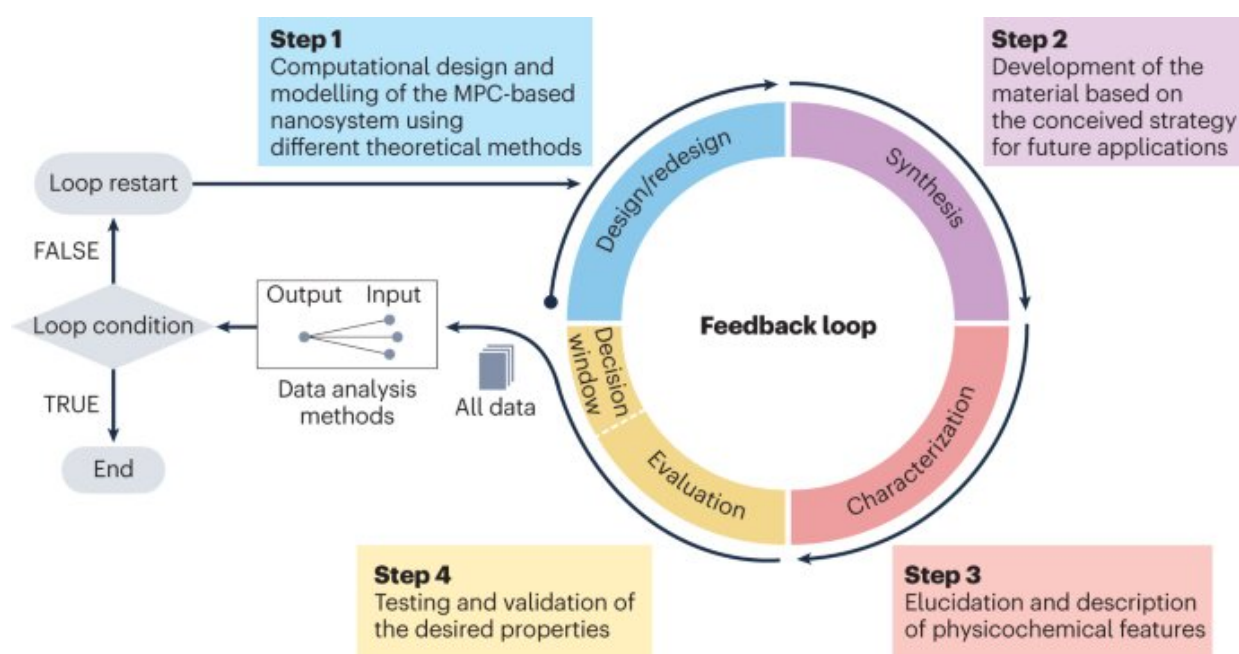 Step 1
Computational design and
modelling of the MPC-based
nanosystem using
different theoretical methods
Step 2
Development of the
material based on
the conceived strategy
for future applications
Loop restart
FALSE
Loop condition
TRUE
End
Output Input
Data analysis
methods
All data
Design/redesign
Synthesis
Feedback loop
Decision
window
Evaluation
Characterization
Step 4
Testing and validation of
the desired properties
Step 3
Elucidation and description
of physicochemical features